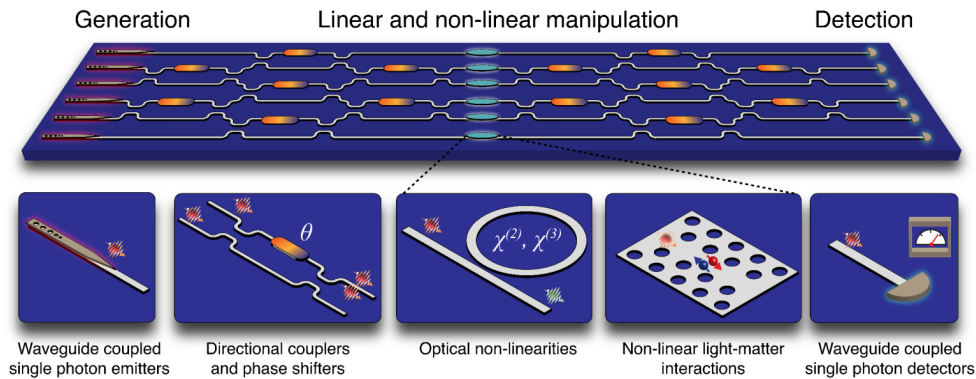 Generation
Linear and non-linear manipulation
Detection
θ
χ(2), χ(3)
Waveguide coupled
single photon emitters
Directional couplers
and phase shifters
Optical non-linearities
Non-linear light-matter
interactions
Waveguide coupled
single photon detectors